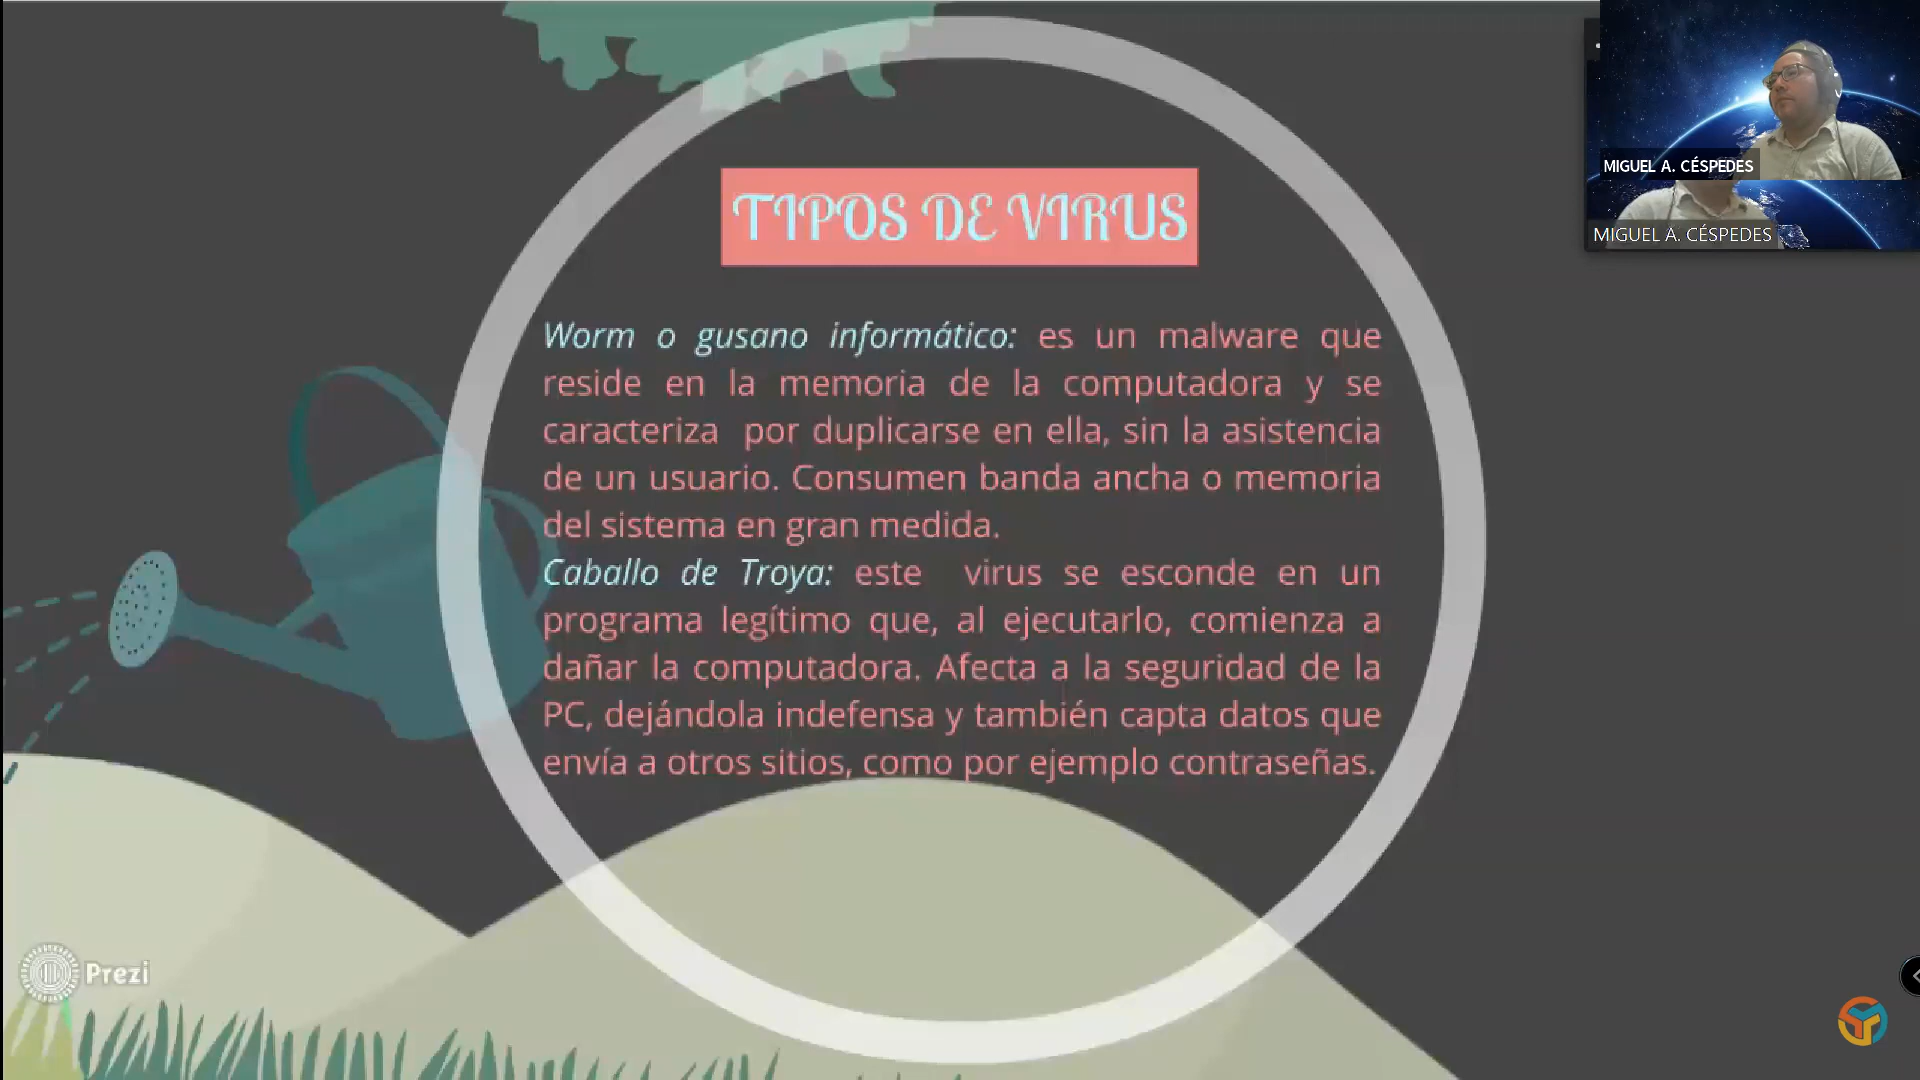 TIPOS DE VIRUS
Worm o gusano informático: es un malware que
reside en la memoria de la computadora y se
caracteriza por duplicarse en ella, sin la asistencia
de un usuario. Consumen banda ancha o memoria
del sistema en gran medida.
Caballo de Troya: este virus se esconde en un
programa legítimo que, al ejecutarlo, comienza a
dañar la computadora. Afecta a la seguridad de la
PC, dejándola indefensa y también capta datos que
envía a otros sitios, como por ejemplo contraseñas.
MIGUEL A. CÉSPEDES
MIGUEL A. CÉSPEDES
Prezi